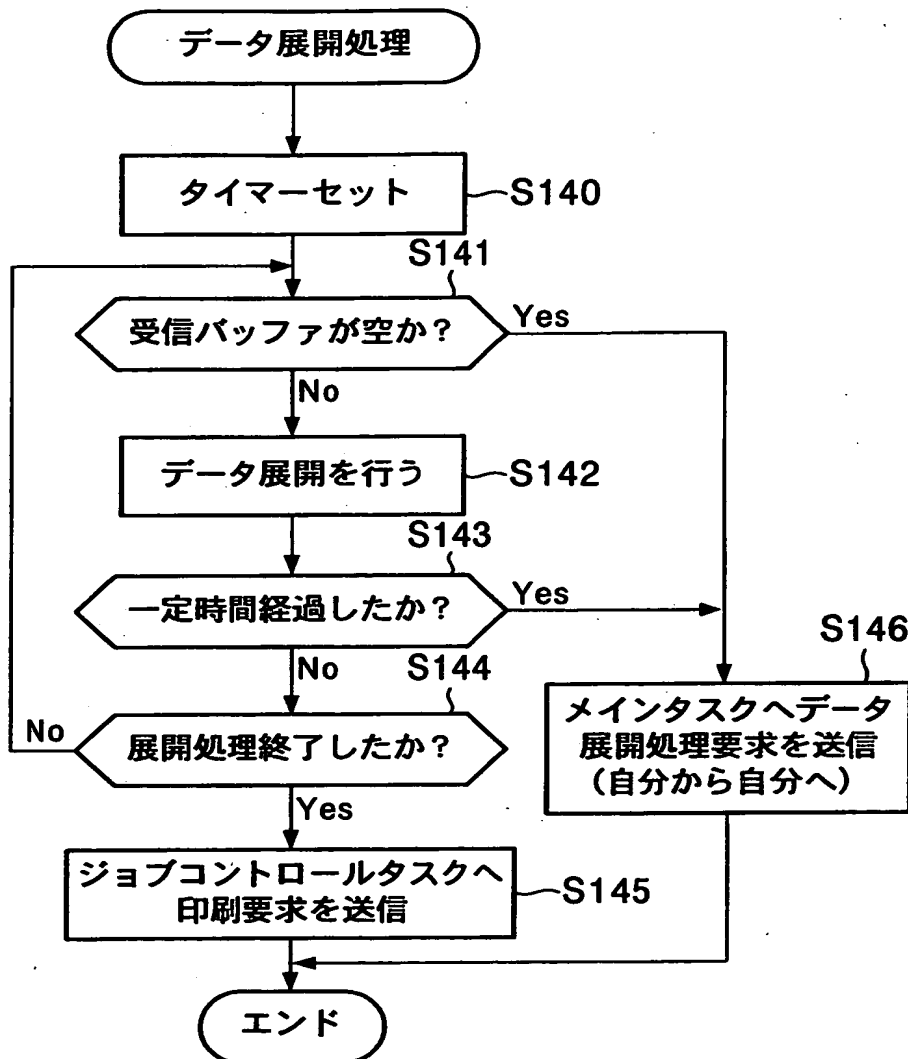 データ展開処理
タイマーセット
S140
S141
受信バッファが空か？
Yes
No
データ展開を行う
S142
S143
一定時間経過したか？
Yes
No
S144
展開処理終了したか？
No
Yes
S146
メインタスクへデータ
展開処理要求を送信
(自分から自分へ)
ジョブコントロールタスクへ
印刷要求を送信
S145
エンド